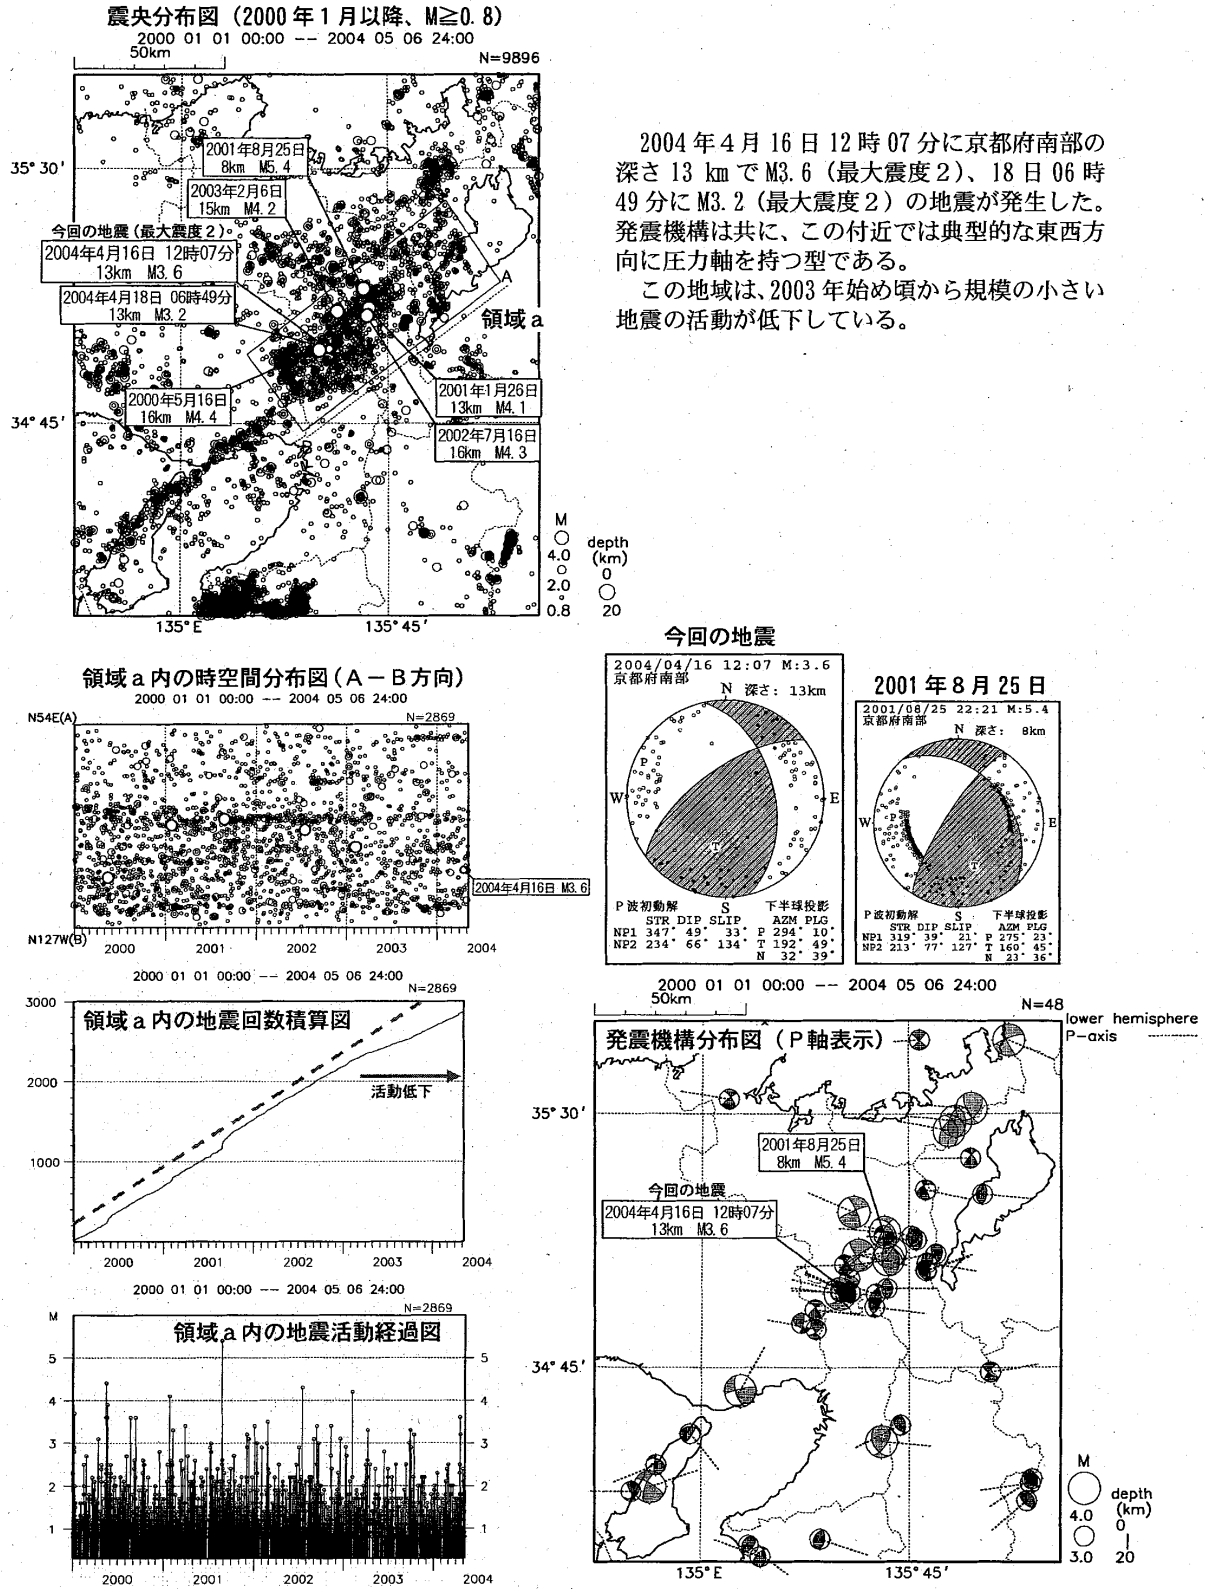 震央分布図（2000年1月以降、M≧0.8）
2000 01 01 00:00 -- 2004 05 06 24:00
50km
N=9896
35°30'
34°45'
135°E
135°45'
2001年8月25日
8km M5.4
2003年2月6日
15km M4.2
今回の地震（最大震度2）
2004年4月16日 12時07分
13km M3.6
2004年4月18日 06時49分
13km M3.2
A
領域a
2000年5月16日
16km M4.4
2001年1月26日
13km M4.1
2002年7月16日
16km M4.3
M
4.0
2.0
0.8
depth
(km)
0
20
2004年4月16日12時07分に京都府南部の
深さ13 kmでM3.6（最大震度2）、18日06時
49分にM3.2（最大震度2）の地震が発生した。
発震機構は共に、この付近では典型的な東西方
向に圧力軸を持つ型である。
この地域は、2003年始め頃から規模の小さい
地震の活動が低下している。
領域a内の時空間分布図（A－B方向）
2000 01 01 00:00 -- 2004 05 06 24:00
N54E(A)
N=2869
2004年4月16日 M3.6
N127W(B)
2000 2001 2002 2003 2004
2000 01 01 00:00 -- 2004 05 06 24:00
N=2869
領域a内の地震回数積算図
3000
2000
1000
活動低下
2000 2001 2002 2003 2004
2000 01 01 00:00 -- 2004 05 06 24:00
M
N=2869
領域a内の地震活動経過図
5 5
4 4
3 3
2 2
1 1
2000 2001 2002 2003 2004
今回の地震
2004/04/16 12:07 M:3.6
京都府南部
N 深さ: 13km
P
W E
T
S
P波初動解 下半球投影
STR DIP SLIP AZM PLG
NP1 347° 49° 33° P 294° 10°
NP2 234° 66° 134° T 192° 49°
N 32° 39°
2001年8月25日
2001/08/25 22:21 M:5.4
京都府南部
N 深さ: 8km
P
W E
T
S
P波初動解 下半球投影
STR DIP SLIP AZM PLG
NP1 319° 39° 21° P 275° 23°
NP2 213° 77° 127° T 160° 45°
N 23° 36°
2000 01 01 00:00 -- 2004 05 06 24:00
50km
N=48
lower hemisphere
P-axis
発震機構分布図（P軸表示）
35°30'
34°45'
135°E
135°45'
2001年8月25日
8km M5.4
今回の地震
2004年4月16日 12時07分
13km M3.6
M
4.0
3.0
depth
(km)
0
20